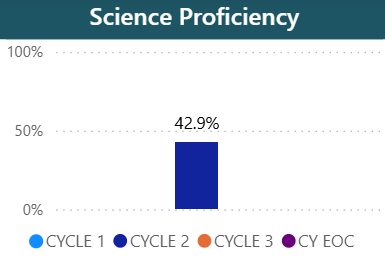 Science Proficiency
100%
42.9%
50%
0%
CYCLE 1 CYCLE 2 CYCLE 3 CY EOC